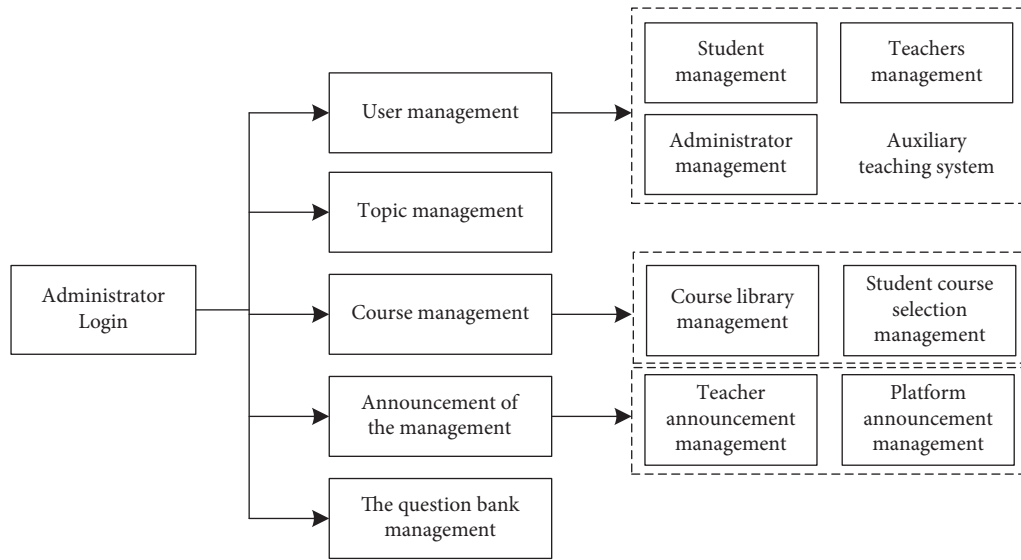 Administrator
Login
User management
Topic management
Course management
Announcement of
the management
The question bank
management
Student
management
Teachers
management
Administrator
management
Auxiliary
teaching system
Course library
management
Student course
selection
management
Teacher
announcement
management
Platform
announcement
management